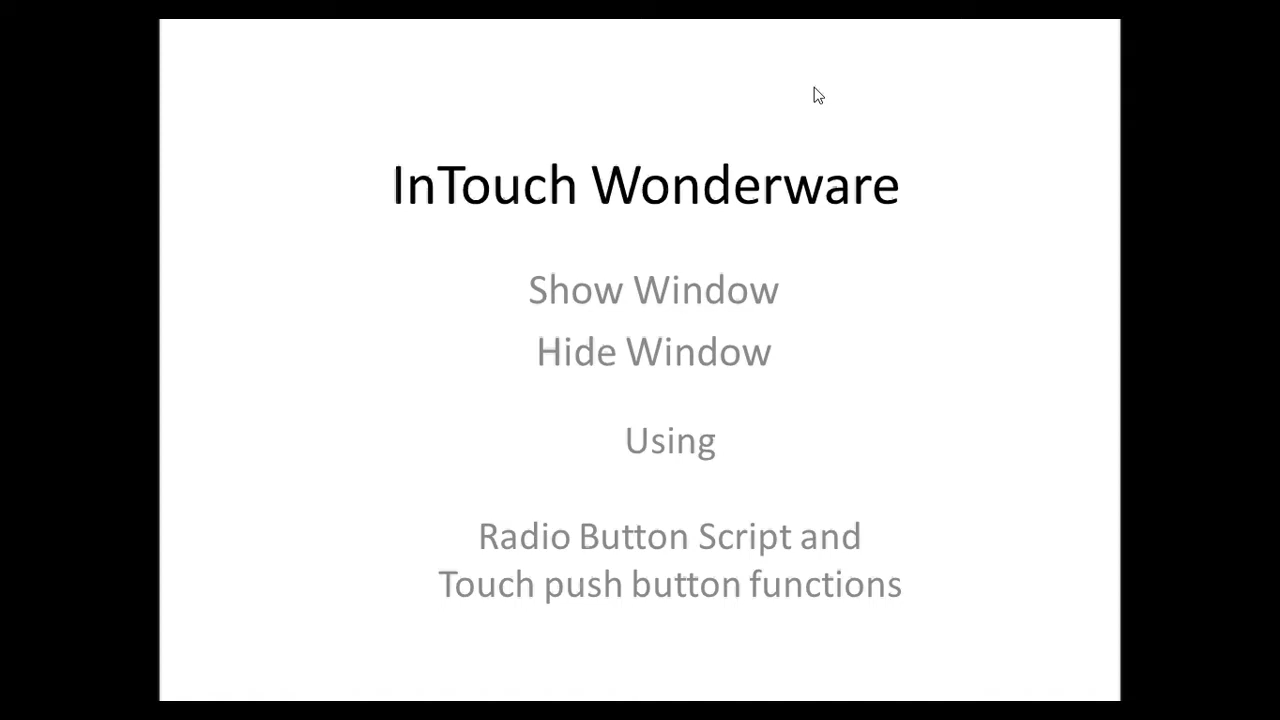 InTouch Wonderware
Show Window
Hide Window
Using
Radio Button Script and
Touch push button functions